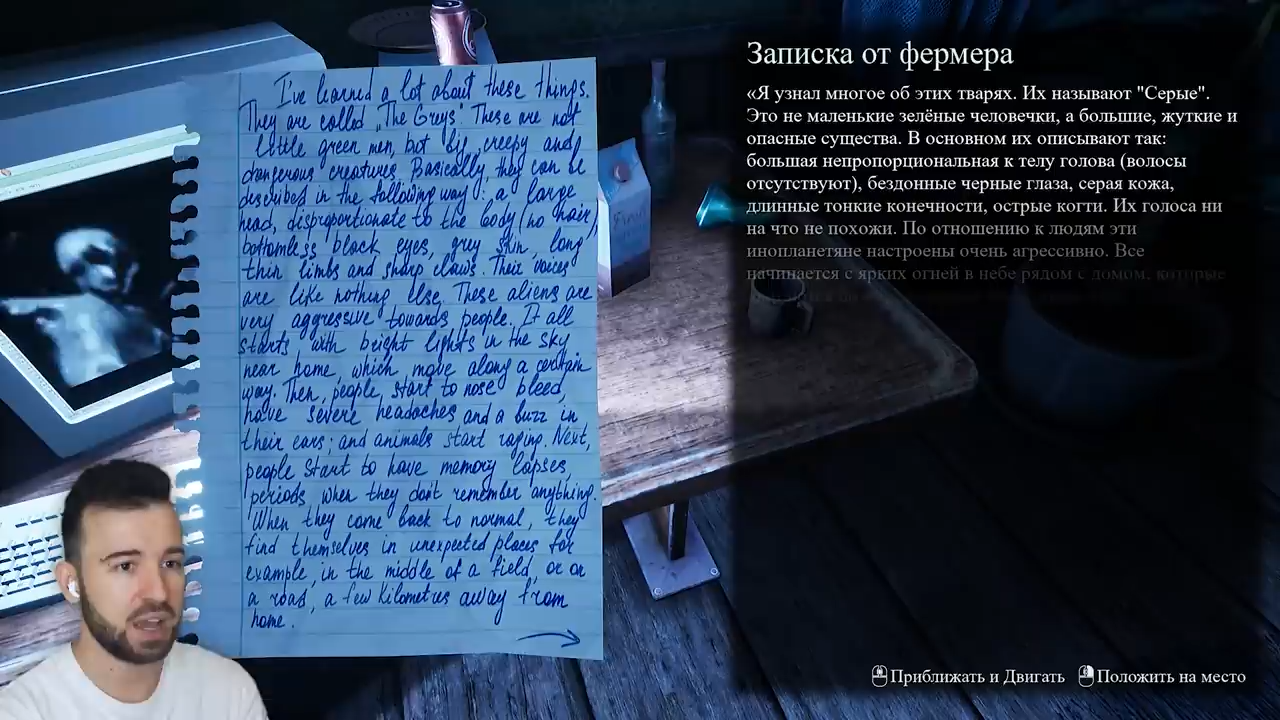 I've learned a lot about these things.
They are called "The Greys". These are not
little green men, but big, creepy and
dangerous creatures. Basically, they can be
described in the following way: a large
head, disproportionate to the body (no hair),
bottomless black eyes, grey skin, long
thin limbs and sharp claws. Their voices
are like nothing else. These aliens are
very aggressive towards people. It all
starts with bright lights in the sky
near home, which move along a certain
way. Then, people start to nose bleed,
have severe headaches and a buzz in
their ears; and animals start raging. Next,
people start to have memory lapses,
periods, when they don't remember anything.
When they come back to normal, they
find themselves in unexpected places for
example, in the middle of a field, or on
a road, a few kilometres away from
home.
Записка от фермера
«Я узнал многое об этих тварях. Их называют "Серые".
Это не маленькие зелёные человечки, а большие, жуткие и
опасные существа. В основном их описывают так:
большая непропорциональная к телу голова (волосы
отсутствуют), бездонные черные глаза, серая кожа,
длинные тонкие конечности, острые когти. Их голоса ни
на что не похожи. По отношению к людям эти
инопланетяне настроены очень агрессивно. Все
начинается с ярких огней в небе рядом с домом, которые
Приближать и Двигать
Положить на место